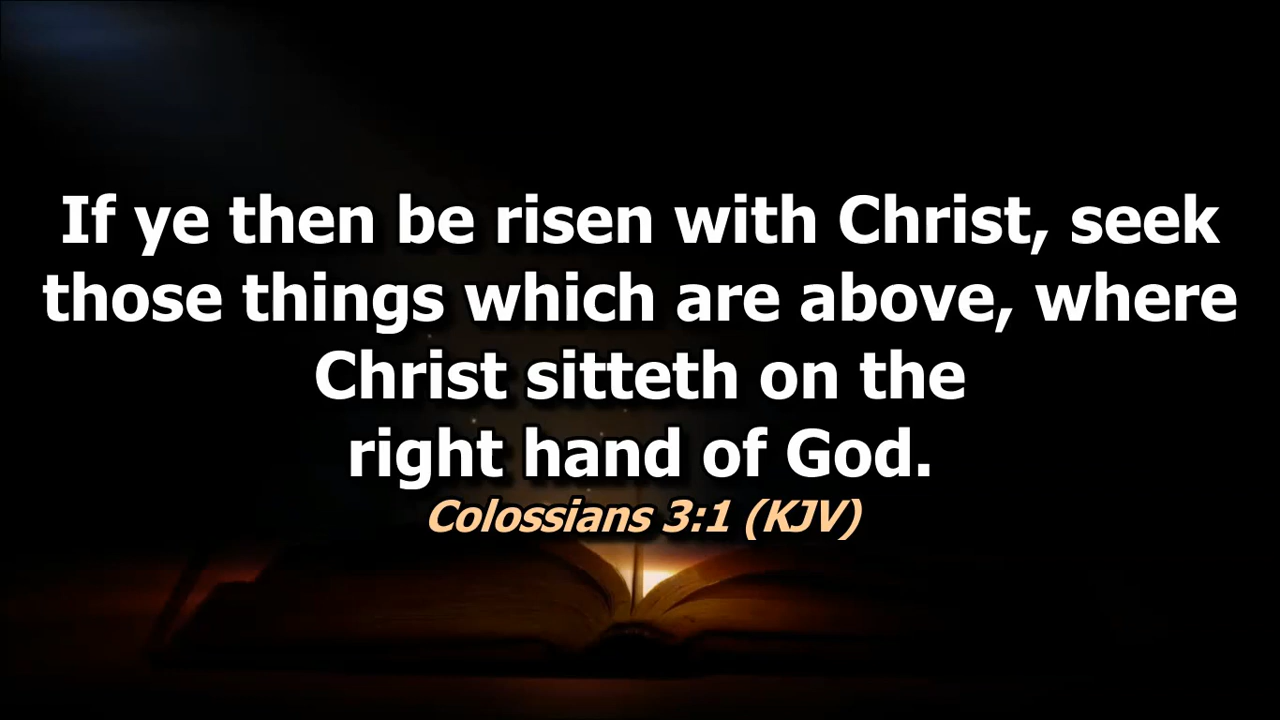 If ye then be risen with Christ, seek
those things which are above, where
Christ sitteth on the
right hand of God.
Colossians 3:1 (KJV)